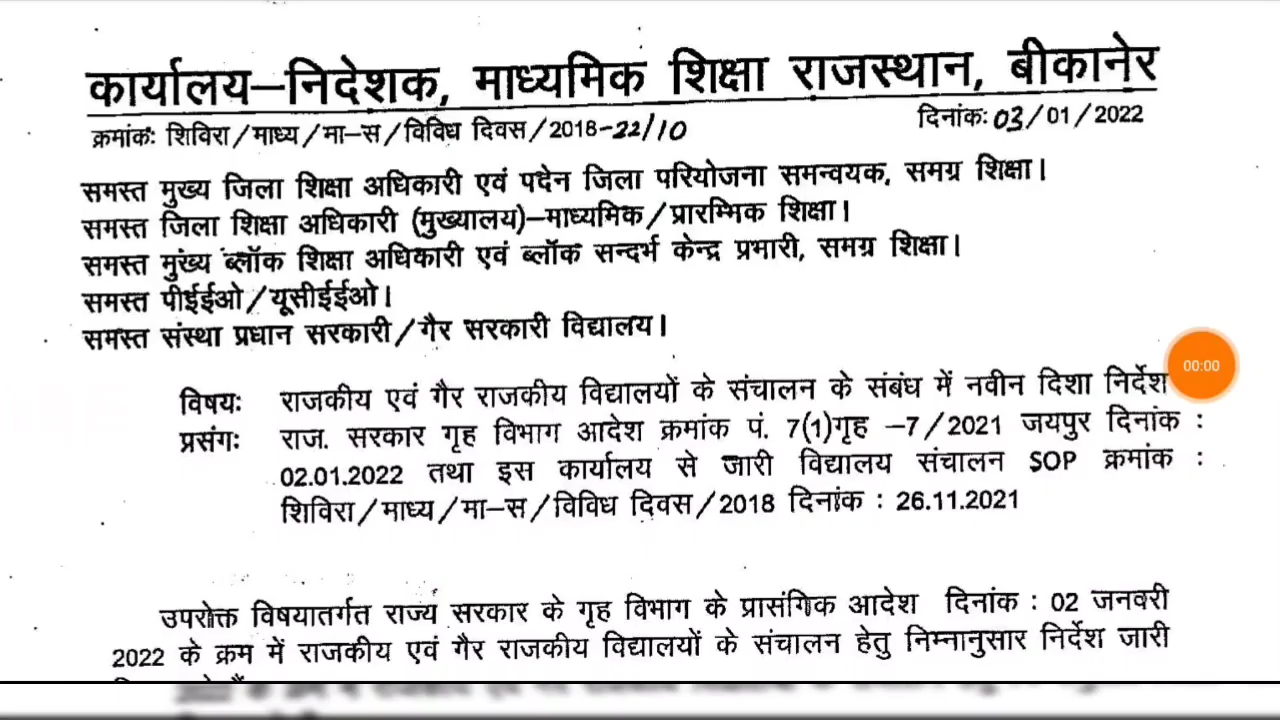 कार्यालय–निदेशक, माध्यमिक शिक्षा राजस्थान, बीकानेर
क्रमांकः शिविरा/माध्य/मा–स/विविध दिवस/2018-22/10 दिनांकः 03/01/2022
समस्त मुख्य जिला शिक्षा अधिकारी एवं पदेन जिला परियोजना समन्वयक, समग्र शिक्षा।
समस्त जिला शिक्षा अधिकारी (मुख्यालय)–माध्यमिक/प्रारम्भिक शिक्षा।
समस्त मुख्य ब्लॉक शिक्षा अधिकारी एवं ब्लॉक सन्दर्भ केन्द्र प्रभारी, समग्र शिक्षा।
समस्त पीईईओ/यूसीईईओ।
समस्त संस्था प्रधान सरकारी/गैर सरकारी विद्यालय।
00:00
विषयः राजकीय एवं गैर राजकीय विद्यालयों के संचालन के संबंध में नवीन दिशा निर्देश
प्रसंगः राज. सरकार गृह विभाग आदेश क्रमांक पं. 7(1)गृह –7/2021 जयपुर दिनांक :
02.01.2022 तथा इस कार्यालय से जारी विद्यालय संचालन SOP क्रमांक :
शिविरा/माध्य/मा–स/विविध दिवस/2018 दिनांक : 26.11.2021
उपरोक्त विषयातर्गत राज्य सरकार के गृह विभाग के प्रासंगिक आदेश दिनांक : 02 जनवरी
2022 के क्रम में राजकीय एवं गैर राजकीय विद्यालयों के संचालन हेतु निम्नानुसार निर्देश जारी